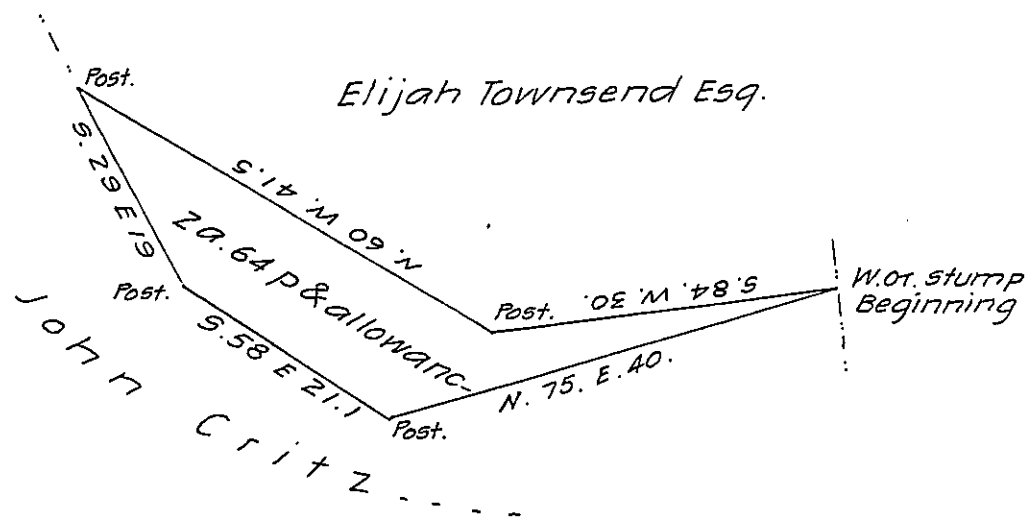 Post.
Elijah Townsend Esq.
S. 29 E 19
N. 60 W. 41.5
2a. 64 p & allowanc-
Post.
S. 84. W. 30.
Post.
W. or. stump
Beginning
S. 58 E 21.1
N. 75. E. 40.
Post.
John Critz